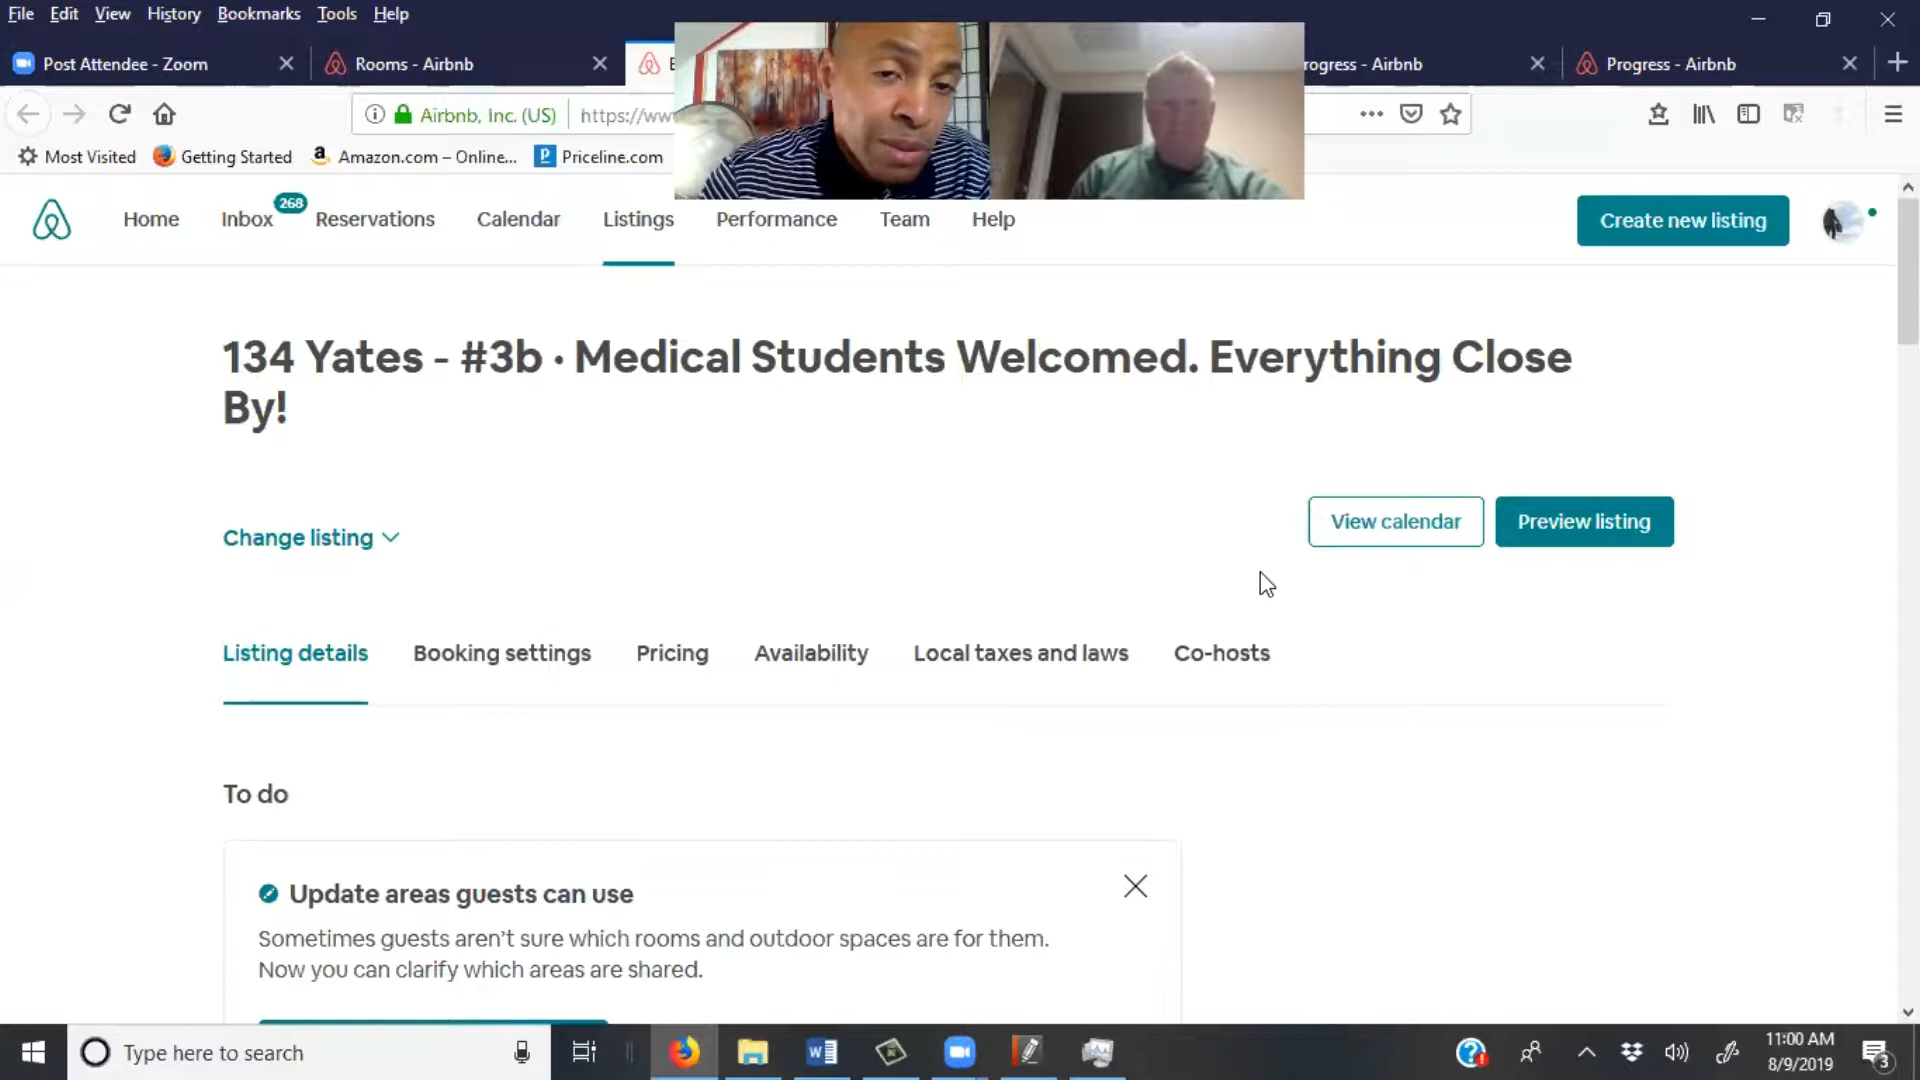 File Edit View History Bookmarks Tools Help
Post Attendee - Zoom
Rooms - Airbnb
Progress - Airbnb
Airbnb, Inc. (US)
https://www
Most Visited
Getting Started
Amazon.com – Online...
Priceline.com
Home
Inbox
268
Reservations
Calendar
Listings
Performance
Team
Help
Create new listing
134 Yates - #3b · Medical Students Welcomed. Everything Close
By!
Change listing
View calendar
Preview listing
Listing details
Booking settings
Pricing
Availability
Local taxes and laws
Co-hosts
To do
Update areas guests can use
Sometimes guests aren’t sure which rooms and outdoor spaces are for them.
Now you can clarify which areas are shared.
Type here to search
11:00 AM
8/9/2019
3